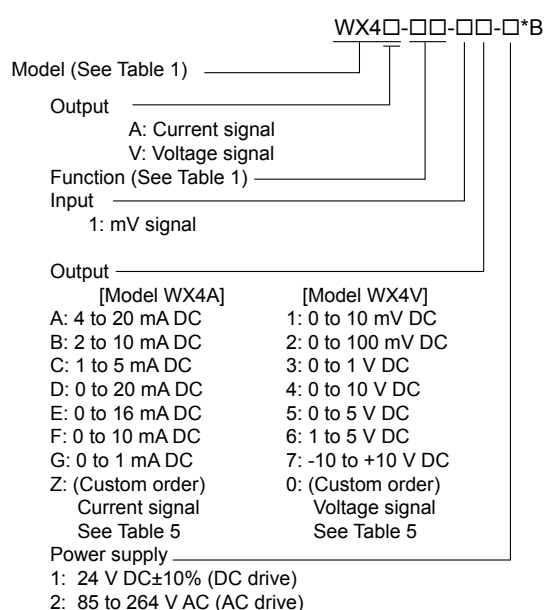 WX4□-□□-□□-□*B
Model (See Table 1)
Output
A: Current signal
V: Voltage signal
Function (See Table 1)
Input
1: mV signal
Output
[Model WX4A] [Model WX4V]
A: 4 to 20 mA DC 1: 0 to 10 mV DC
B: 2 to 10 mA DC 2: 0 to 100 mV DC
C: 1 to 5 mA DC 3: 0 to 1 V DC
D: 0 to 20 mA DC 4: 0 to 10 V DC
E: 0 to 16 mA DC 5: 0 to 5 V DC
F: 0 to 10 mA DC 6: 1 to 5 V DC
G: 0 to 1 mA DC 7: -10 to +10 V DC
Z: (Custom order) 0: (Custom order)
Current signal Voltage signal
See Table 5 See Table 5
Power supply
1: 24 V DC±10% (DC drive)
2: 85 to 264 V AC (AC drive)